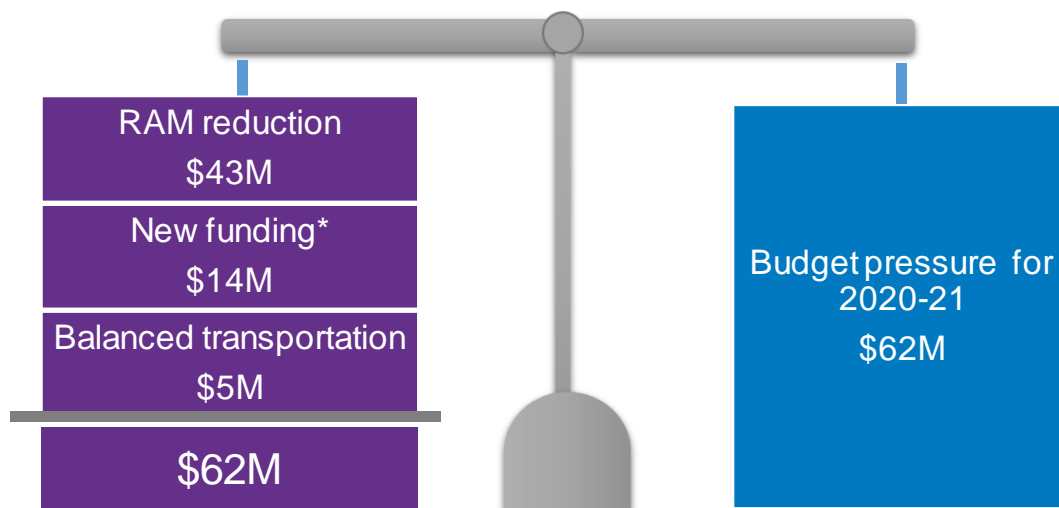 RAM reduction
$43M
New funding*
$14M
Balanced transportation
$5M
$62M
Budget pressure for
2020-21
$62M